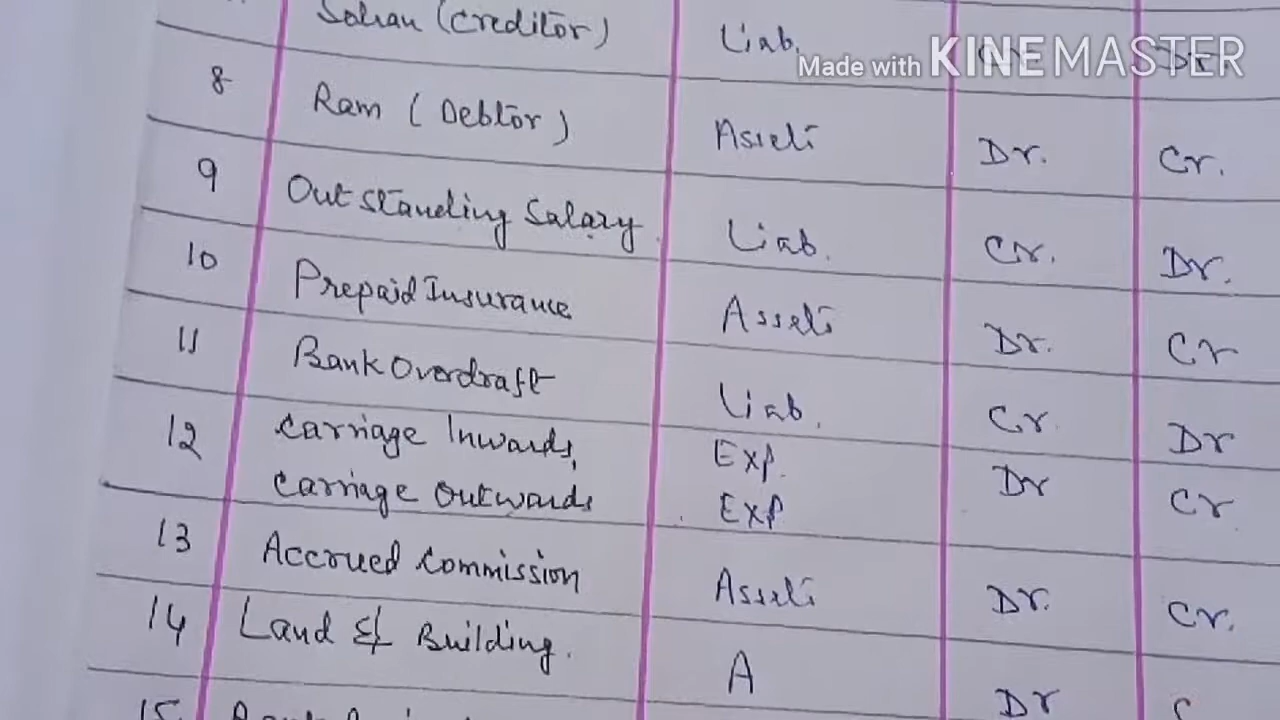 (Creditor) Liab. Dr
Made with KINEMASTER
8 Ram (Debtor) Assets Dr. Cr.
9 Outstanding Salary Liab. Cr. Dr.
10 Prepaid Insurance Assets Dr. Cr
11 Bank Overdraft Liab. Cr Dr
12 Carriage Inwards, Exp. Dr Cr
Carriage Outwards Exp
13 Accrued Commission Assets Dr. Cr.
14 Land & Building. A Dr
15